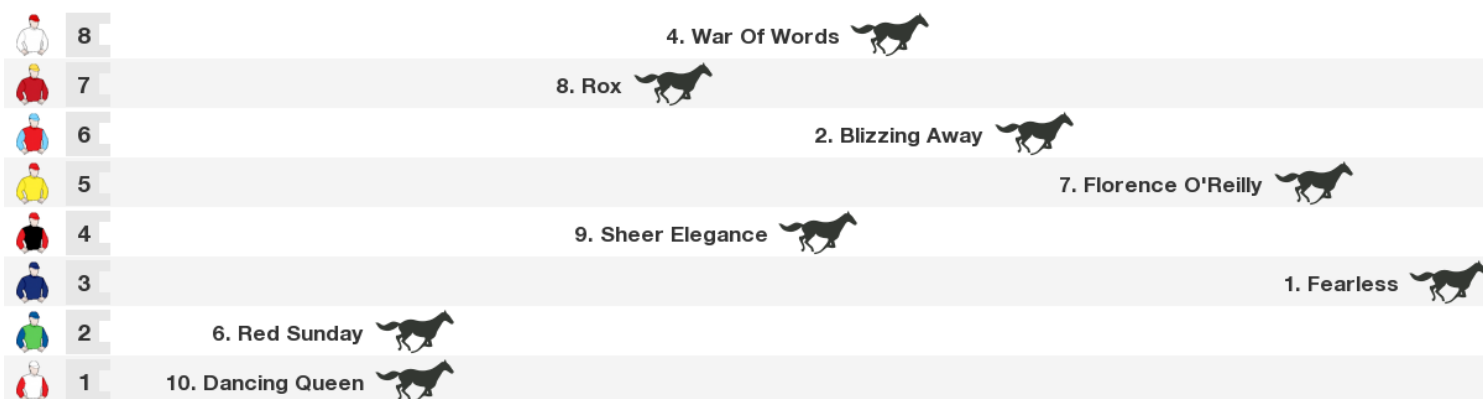 8 4. War Of Words
7 8. Rox
6 2. Blizzing Away
5 7. Florence O'Reilly
4 9. Sheer Elegance
3 1. Fearless
2 6. Red Sunday
1 10. Dancing Queen